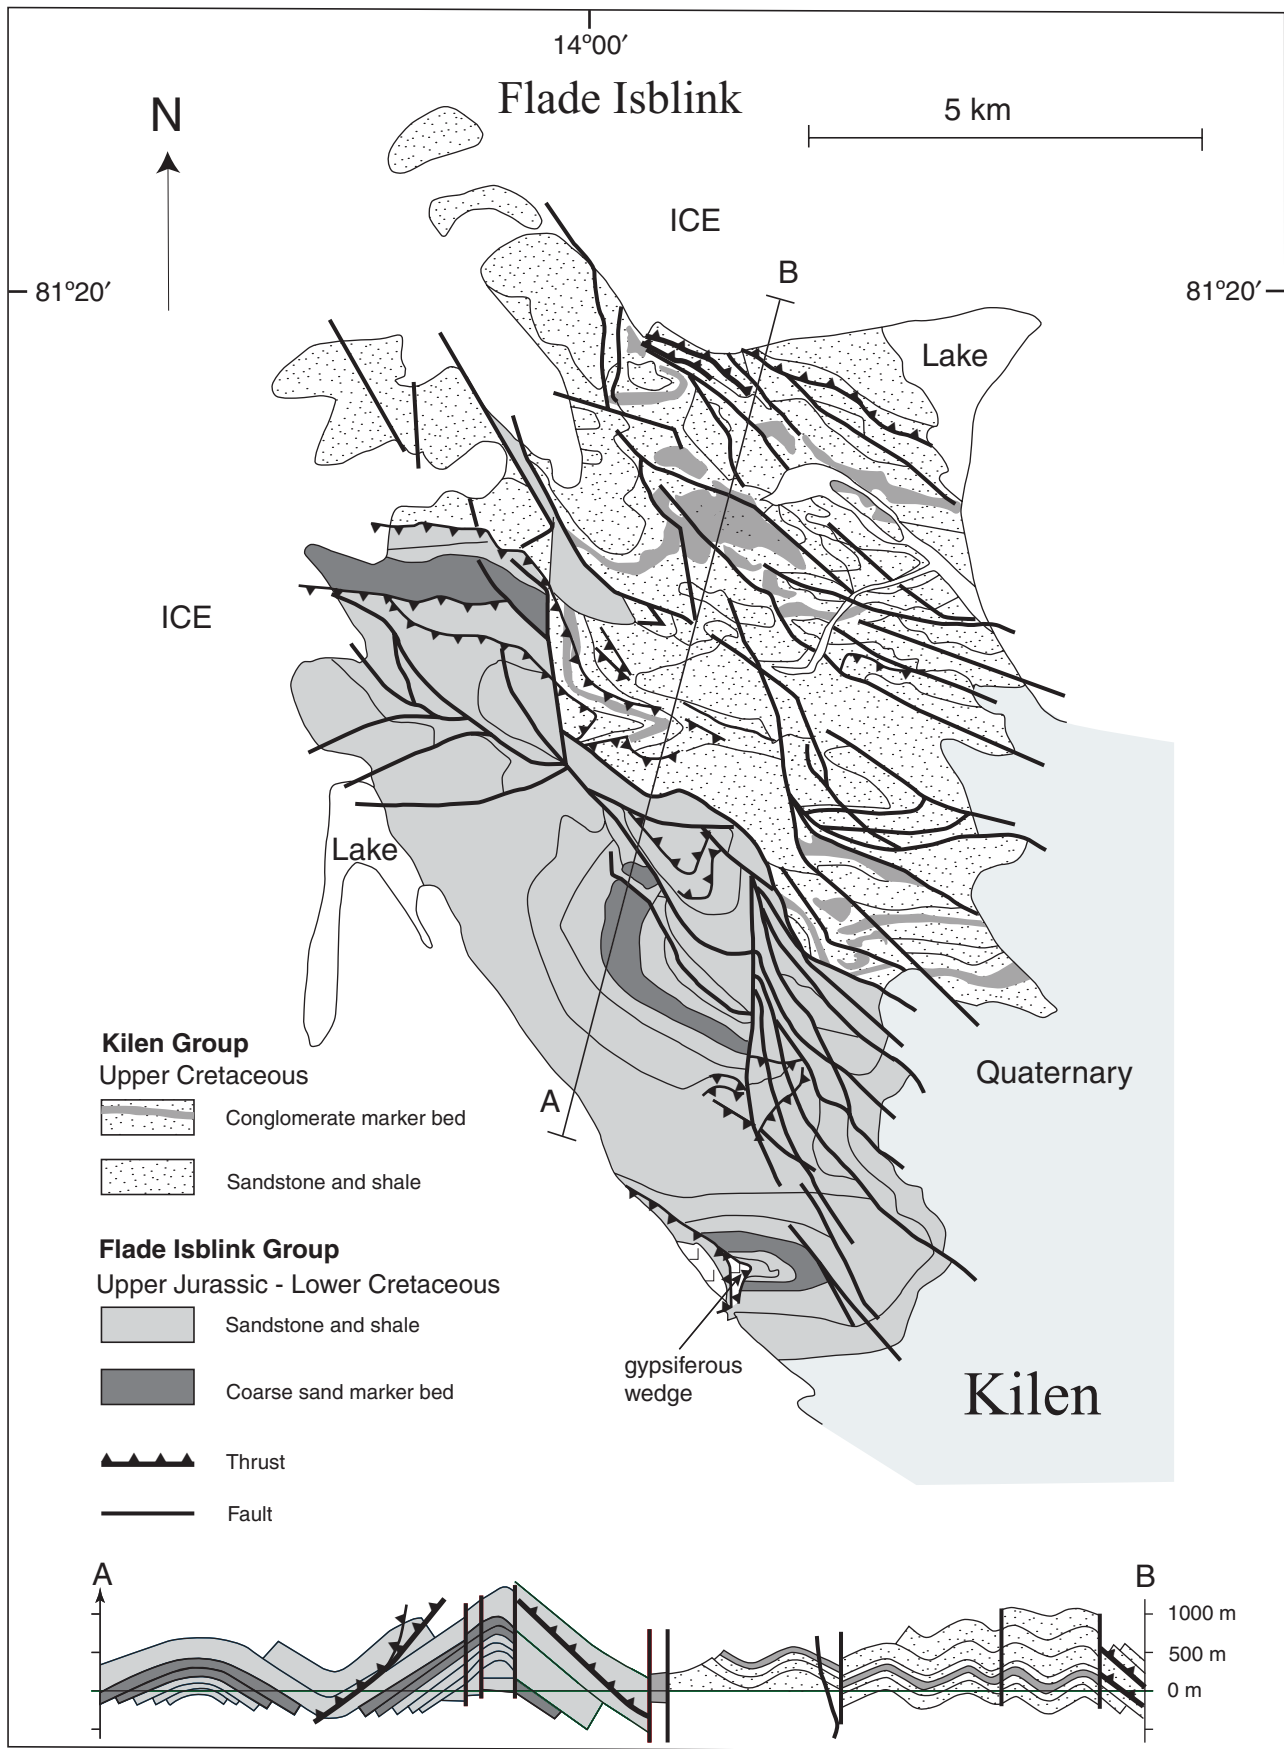 14°00′
Flade Isblink
N
5 km
ICE
B
81°20′
81°20′
Lake
ICE
Lake
A
Kilen Group
Upper Cretaceous
Conglomerate marker bed
Sandstone and shale
Quaternary
Flade Isblink Group
Upper Jurassic - Lower Cretaceous
Sandstone and shale
Coarse sand marker bed
gypsiferous
wedge
Kilen
Thrust
Fault
A
B
1000 m
500 m
0 m